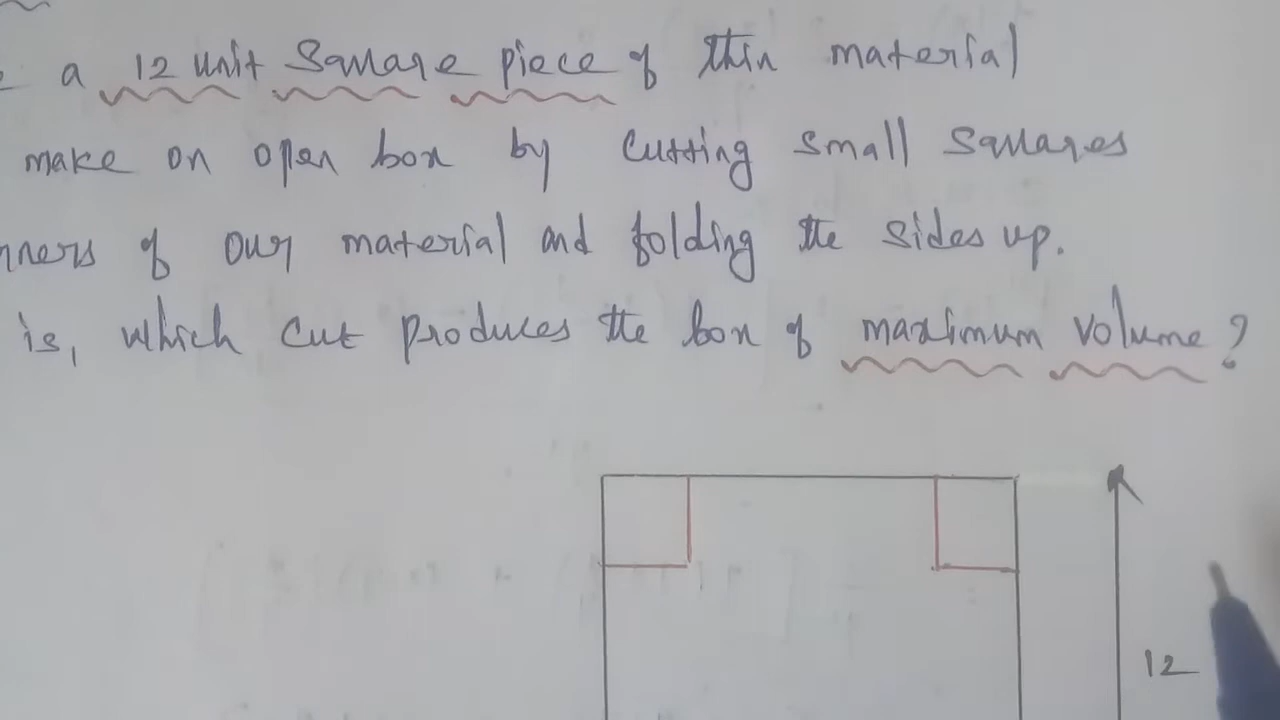 a 12 unit square piece of thin material
make an open box by cutting small squares
of our material and folding the sides up.
is, which cut produces the box of maximum volume?
12